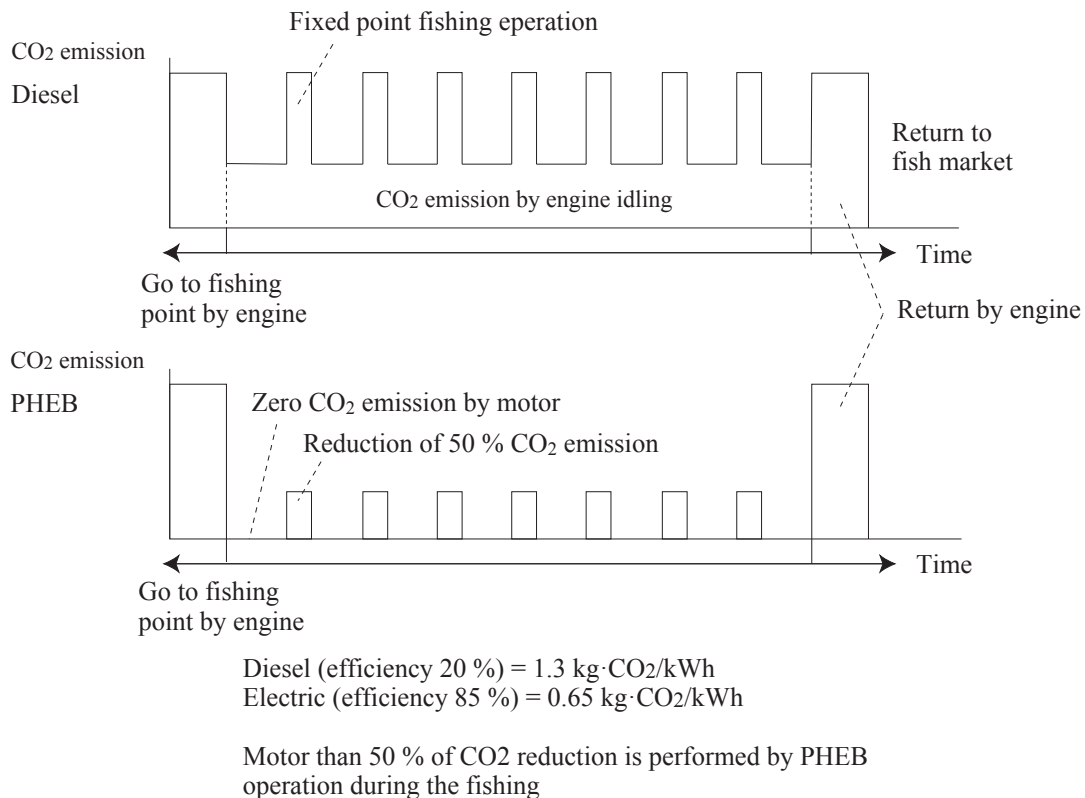 Fixed point fishing eperation
CO2 emission
Diesel
Return to
fish market
CO2 emission by engine idling
Time
Go to fishing
point by engine
Return by engine
CO2 emission
PHEB
Zero CO2 emission by motor
Reduction of 50 % CO2 emission
Time
Go to fishing
point by engine
Diesel (efficiency 20 %) = 1.3 kg·CO2/kWh
Electric (efficiency 85 %) = 0.65 kg·CO2/kWh
Motor than 50 % of CO2 reduction is performed by PHEB
operation during the fishing